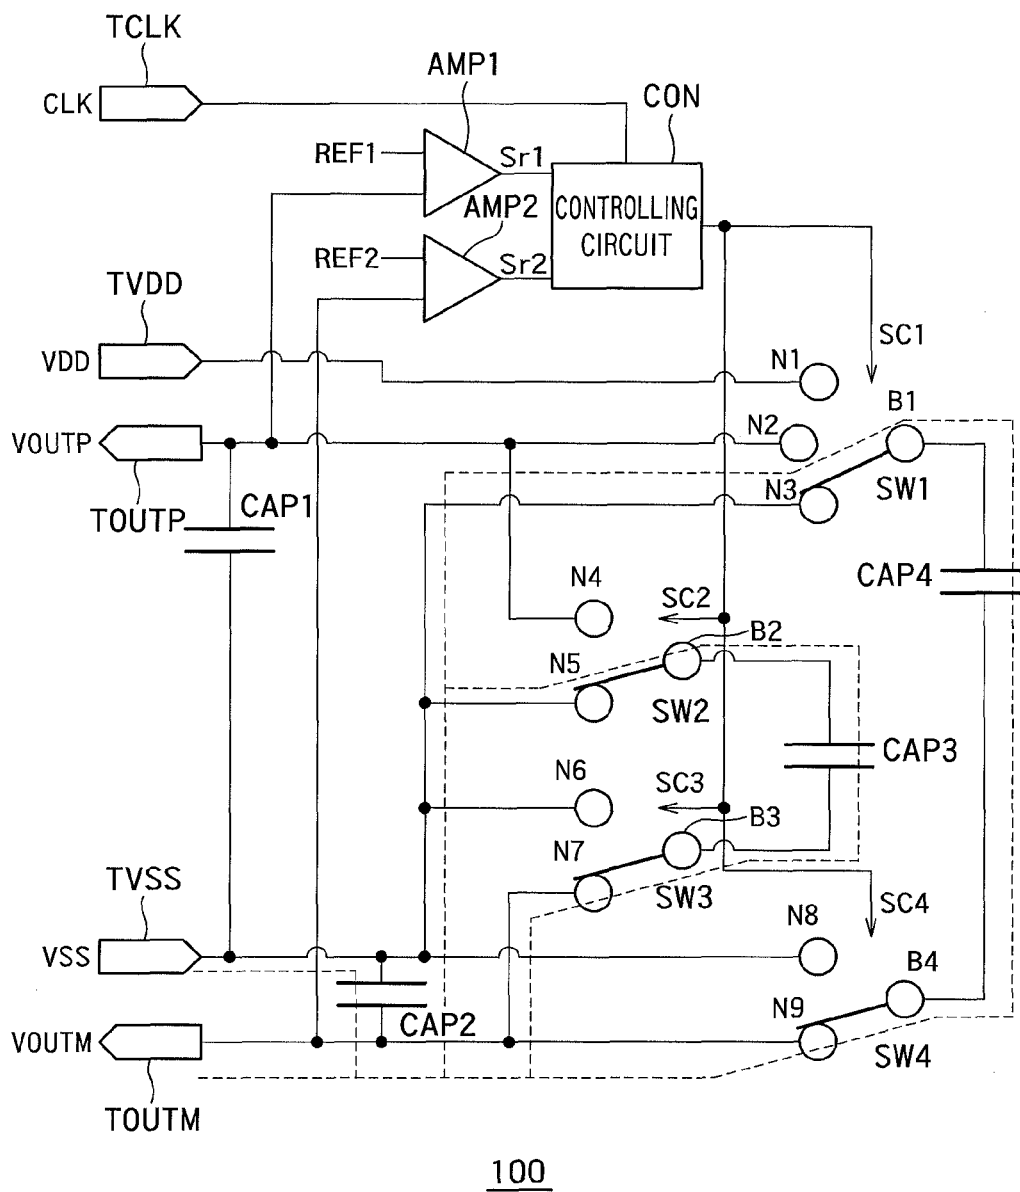 TCLK
CLK
AMP1
CON
REF1
Sr1
AMP2
CONTROLLING
CIRCUIT
REF2
Sr2
TVDD
VDD
SC1
N1
B1
VOUTP
N2
TOUTP
CAP1
N3
SW1
CAP4
N4
SC2
B2
N5
SW2
CAP3
N6
SC3
B3
N7
SW3
TVSS
SC4
N8
VSS
B4
CAP2
N9
VOUTM
SW4
TOUTM
100